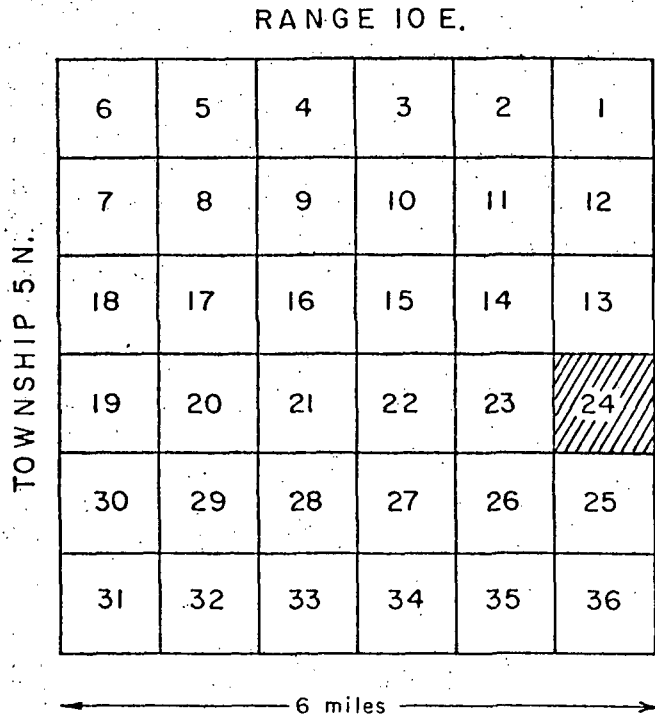 RANGE 10 E.
TOWNSHIP 5 N.
6 5 4 3 2 1
7 8 9 10 11 12
18 17 16 15 14 13
19 20 21 22 23 24
30 29 28 27 26 25
31 32 33 34 35 36
6 miles